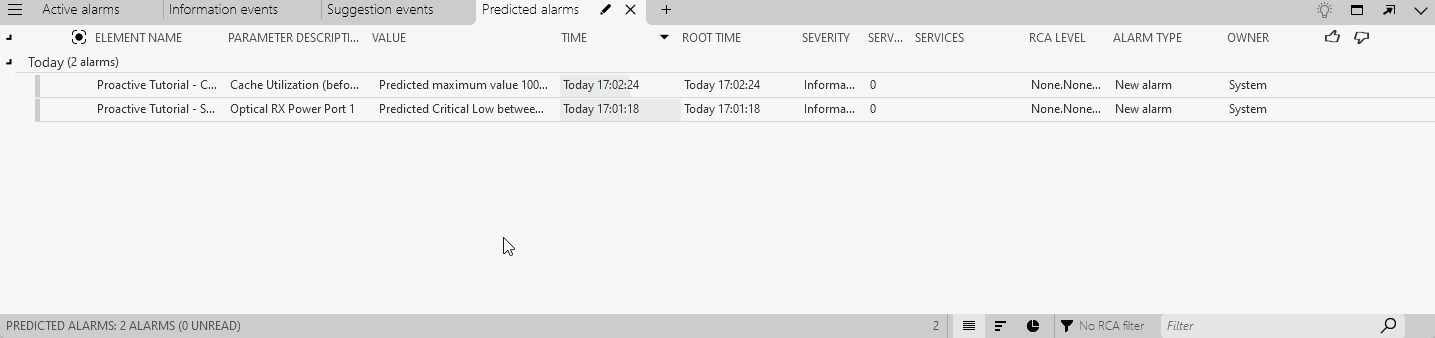 Active alarms Information events Suggestion events Predicted alarms
ELEMENT NAME PARAMETER DESCRIPTI... VALUE TIME ROOT TIME SEVERITY SERV... SERVICES RCA LEVEL ALARM TYPE OWNER
Today (2 alarms)
Proactive Tutorial - C... Cache Utilization (befo... Predicted maximum value 100... Today 17:02:24 Today 17:02:24 Informa... 0 None.None... New alarm System
Proactive Tutorial - S... Optical RX Power Port 1 Predicted Critical Low betwee... Today 17:01:18 Today 17:01:18 Informa... 0 None.None... New alarm System
PREDICTED ALARMS: 2 ALARMS (0 UNREAD) 2 No RCA filter Filter